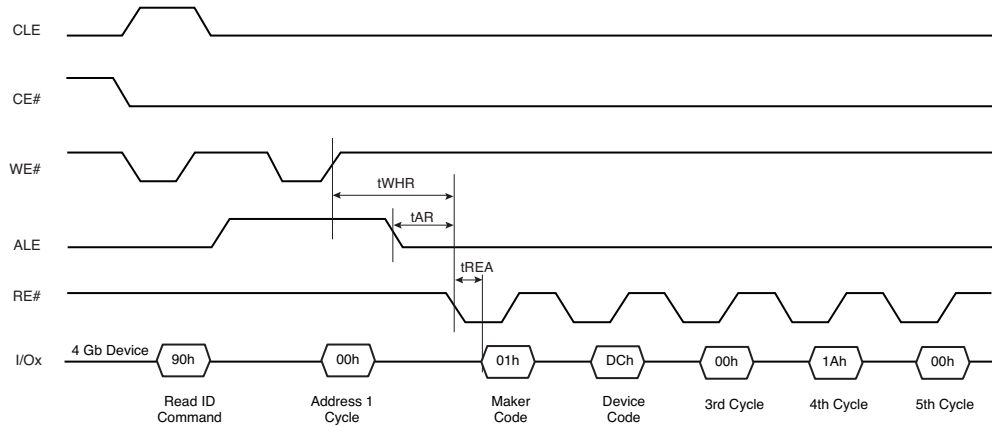 CLE
CE#
WE#
tWHR
tAR
ALE
tREA
RE#
I/Ox
4 Gb Device
90h
00h
01h
DCh
00h
1Ah
00h
Read ID
Command
Address 1
Cycle
Maker
Code
Device
Code
3rd Cycle
4th Cycle
5th Cycle